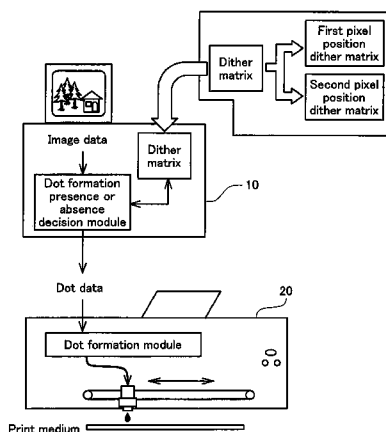 First pixel
position
dither matrix
Dither
matrix
Second pixel
position
dither matrix
Image data
Dither
matrix
Dot formation
presence or
absence
decision module
10
Dot data
20
Dot formation module
Print medium